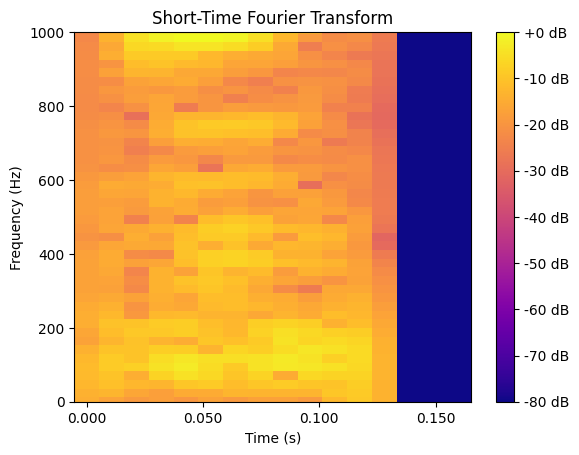 Short-Time Fourier Transform
1000
800
600
400
200
0
Frequency (Hz)
0.000
0.050
0.100
0.150
Time (s)
+0 dB
-10 dB
-20 dB
-30 dB
-40 dB
-50 dB
-60 dB
-70 dB
-80 dB